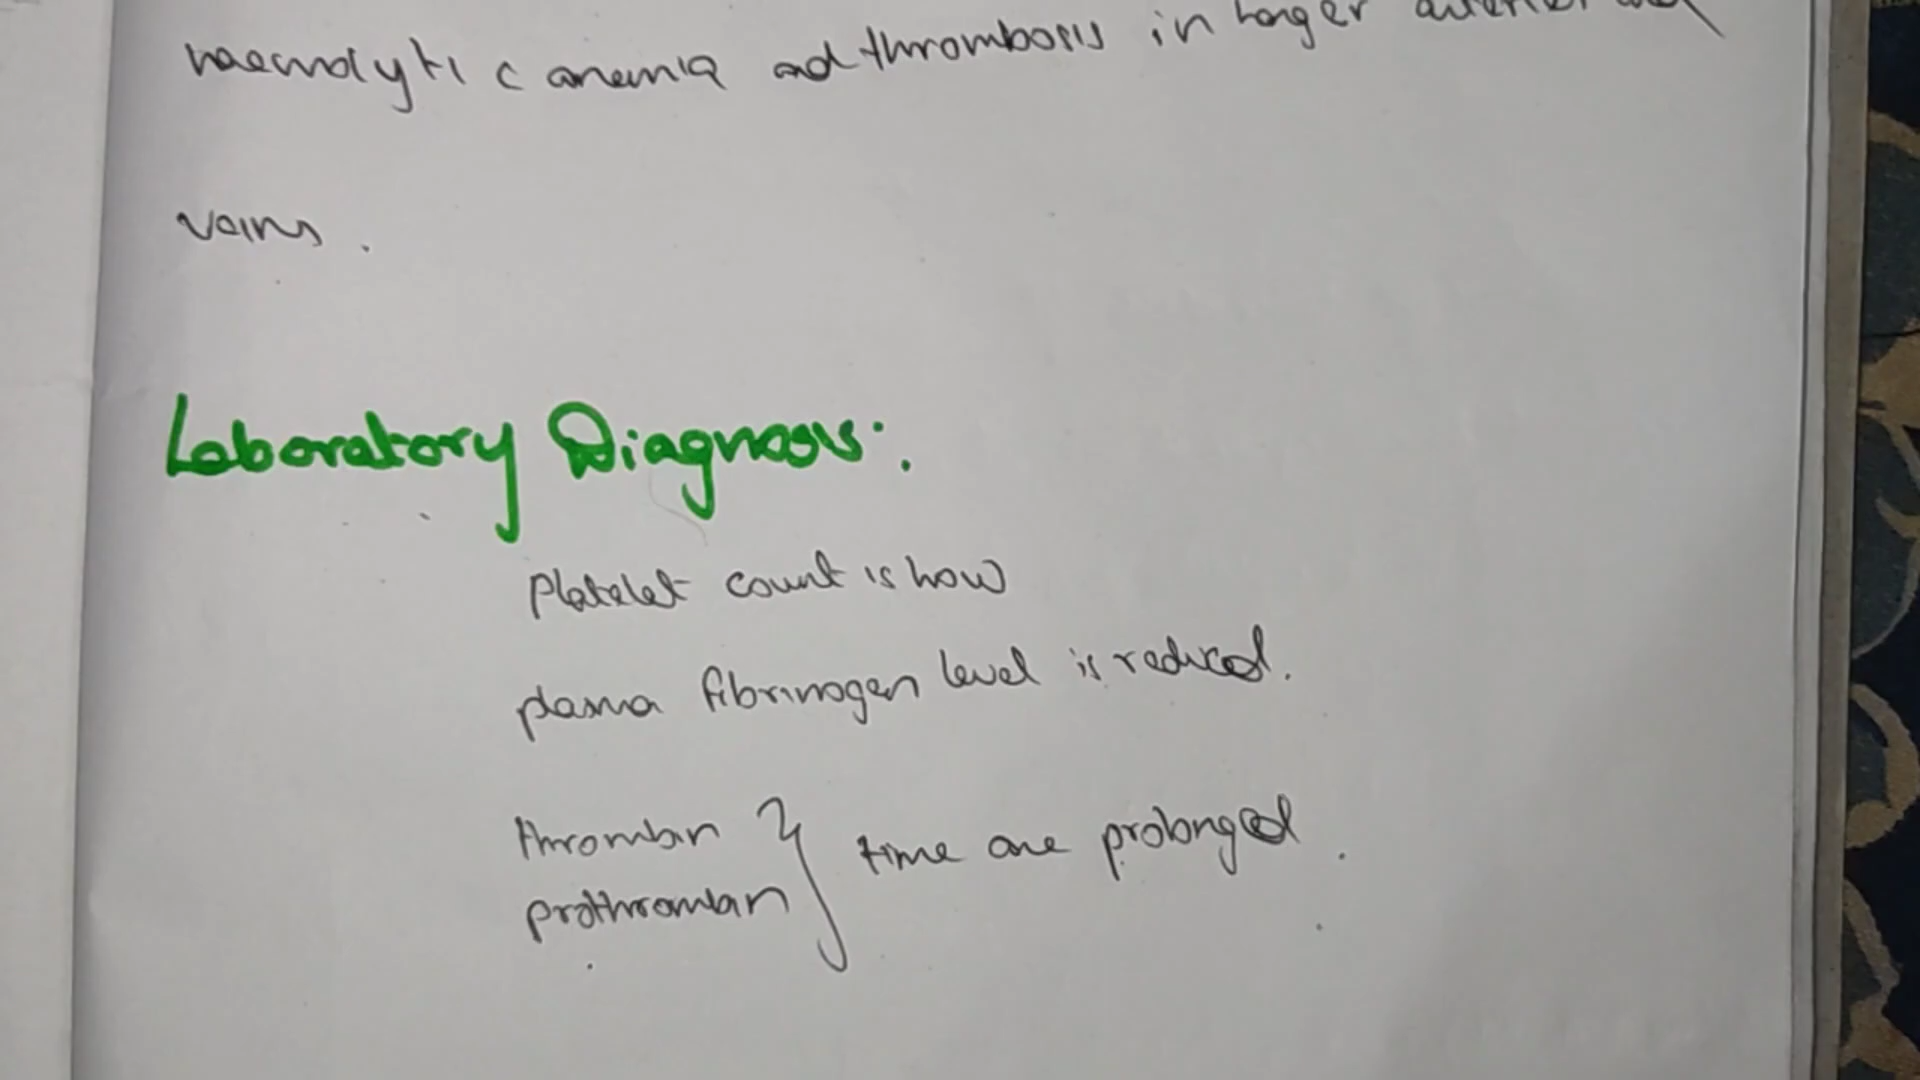 haemolytic anemia and thrombosis in longer
veins.
Laboratory Diagnosis:
Platelet count is low
plasma fibrinogen level is reduced.
thrombin } time are prolonged.
prothrombin